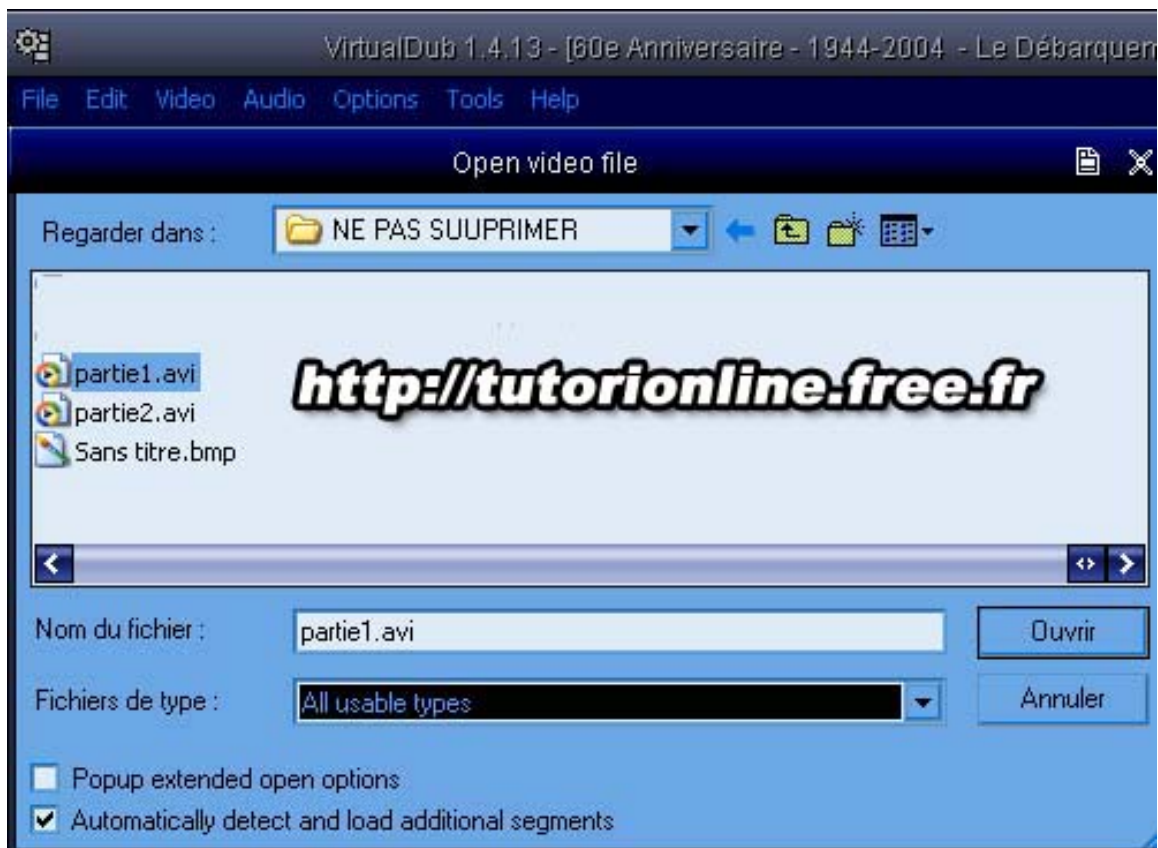 VirtualDub 1.4.13 - [60e Anniversaire - 1944-2004 - Le Débarquem
File Edit Video Audio Options Tools Help
Open video file
Regarder dans :
NE PAS SUUPRIMER
partie1.avi
partie2.avi
Sans titre.bmp
http://tutorionline.free.fr
Nom du fichier :
partie1.avi
Ouvrir
Fichiers de type :
All usable types
Annuler
Popup extended open options
Automatically detect and load additional segments